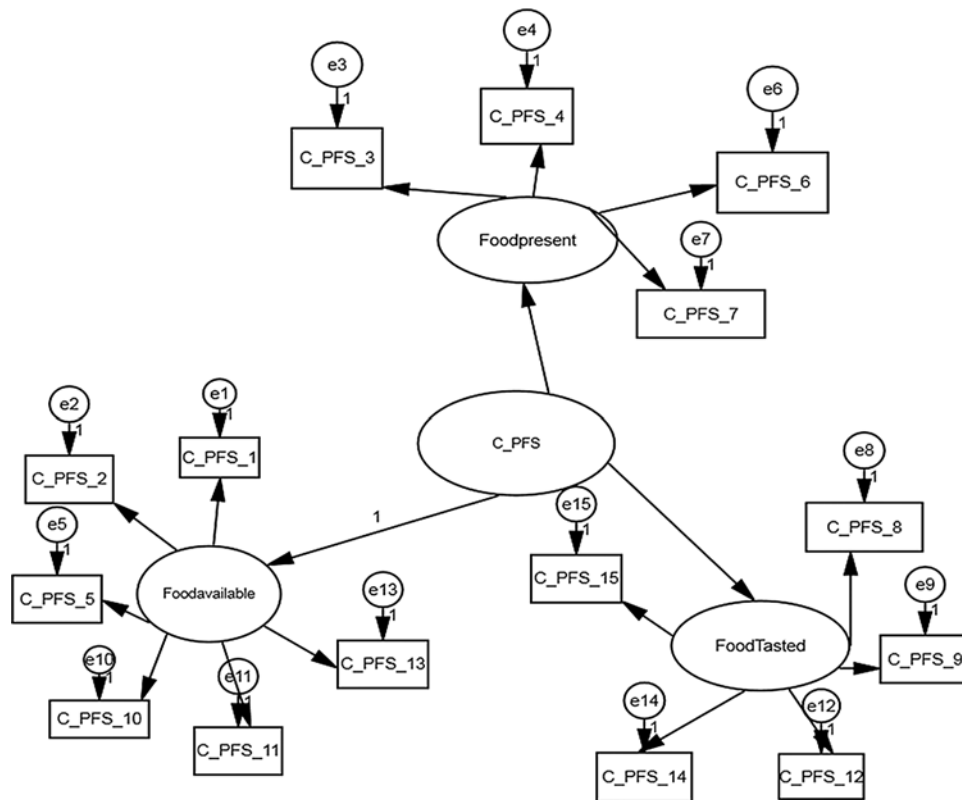 e4
e3
1
1
e6
C_PFS_4
1
C_PFS_3
C_PFS_6
Foodpresent
e7
1
C_PFS_7
e1
e2
1
1
C_PFS
C_PFS_1
e8
C_PFS_2
1
e15
e5
1
1
C_PFS_8
1
C_PFS_15
e13
e9
C_PFS_5
Foodavailable
1
1
FoodTasted
C_PFS_9
e10
1
e11
C_PFS_13
1
e14
e12
C_PFS_10
1
1
C_PFS_11
C_PFS_14
C_PFS_12